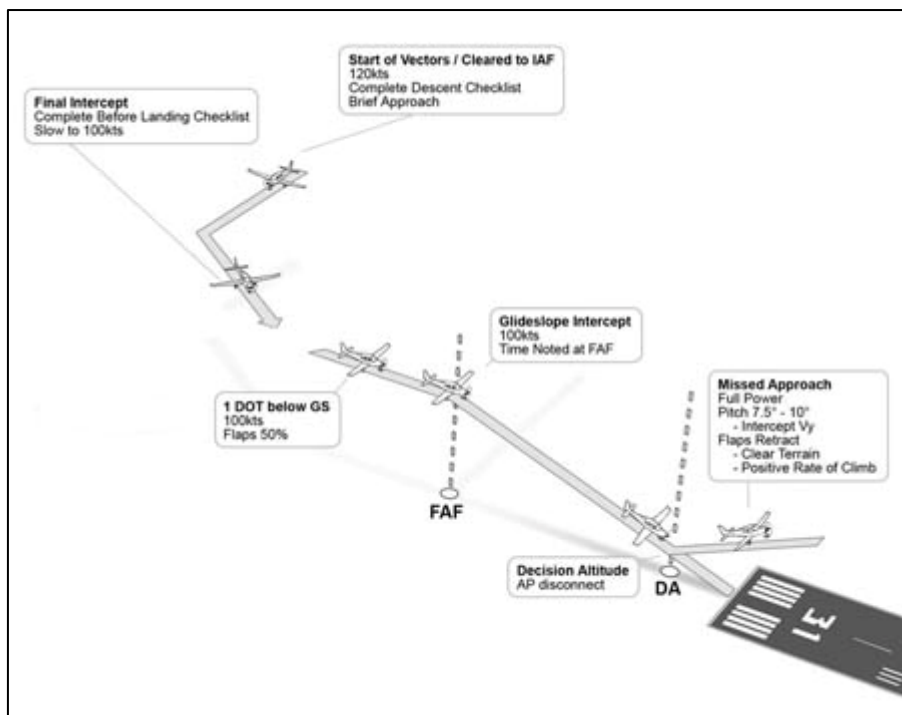 Start of Vectors / Cleared to IAF
120kts
Complete Descent Checklist
Brief Approach
Final Intercept
Complete Before Landing Checklist
Slow to 100kts
Glideslope Intercept
100kts
Time Noted at FAF
1 DOT below GS
100kts
Flaps 50%
Missed Approach
Full Power
Pitch 7.5° - 10°
- Intercept Vy
Flaps Retract
- Clear Terrain
- Positive Rate of Climb
FAF
Decision Altitude
AP disconnect
DA
31